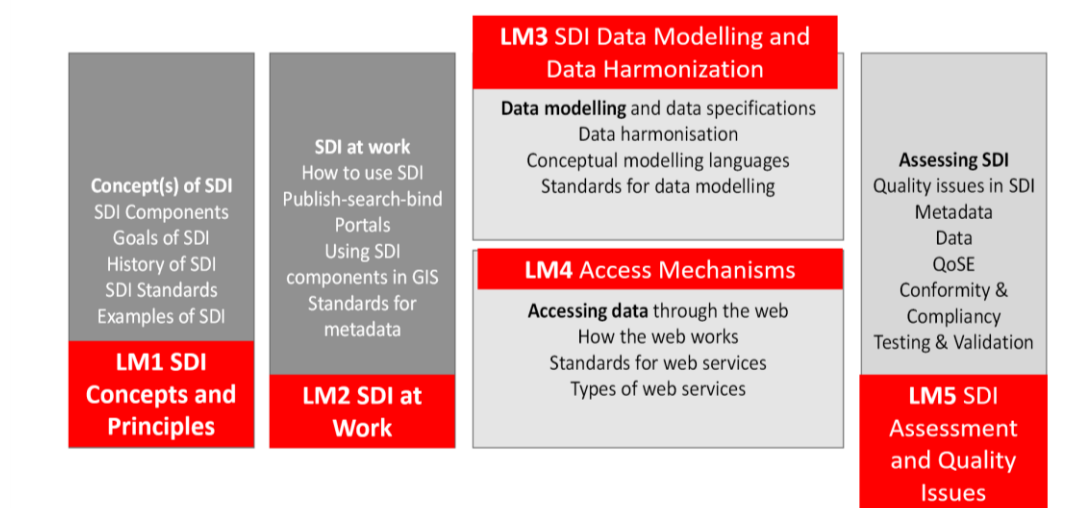 Concept(s) of SDI
SDI Components
Goals of SDI
History of SDI
SDI Standards
Examples of SDI
LM1 SDI
Concepts and
Principles
SDI at work
How to use SDI
Publish-search-bind
Portals
Using SDI
components in GIS
Standards for
metadata
LM2 SDI at
Work
LM3 SDI Data Modelling and
Data Harmonization
Data modelling and data specifications
Data harmonisation
Conceptual modelling languages
Standards for data modelling
LM4 Access Mechanisms
Accessing data through the web
How the web works
Standards for web services
Types of web services
Assessing SDI
Quality issues in SDI
Metadata
Data
QoSE
Conformity &
Compliancy
Testing & Validation
LM5 SDI
Assessment
and Quality
Issues